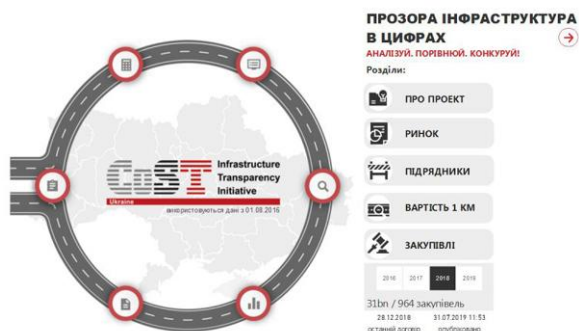 ПРОЗОРА ІНФРАСТРУКТУРА
В ЦИФРАХ
АНАЛІЗУЙ. ПОРІВНЮЙ. КОНКУРУЙ!
Розділи:
ПРО ПРОЕКТ
РИНОК
ПІДРЯДНИКИ
ВАРТІСТЬ 1 КМ
ЗАКУПІВЛІ
2016 2017 2018 2019
31bn / 964 закупівель
28.12.2018 31.07.2019 11:53
останній договір опубліковано
CoST Infrastructure
Transparency
Initiative
Ukraine
використовуються дані з 01.08.2016